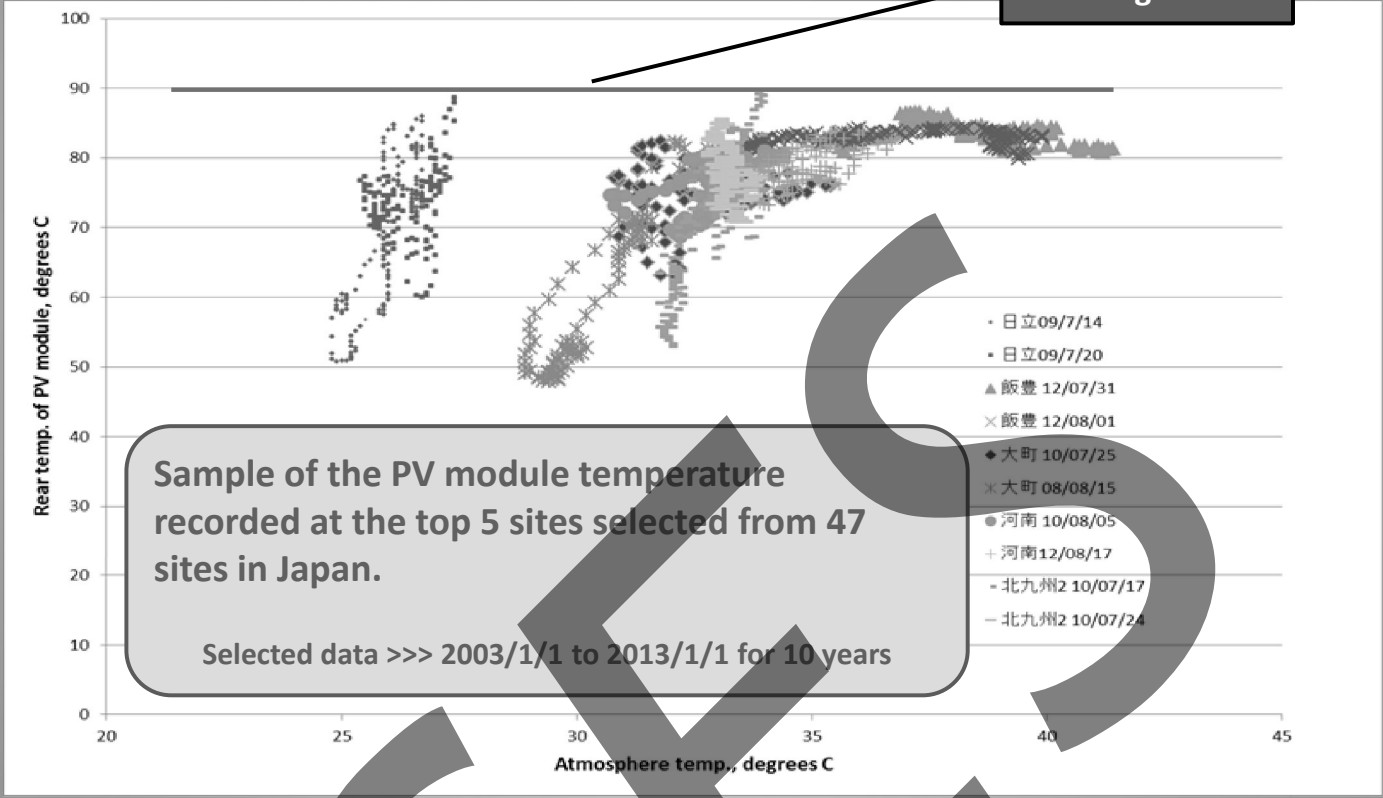 100
90
80
70
60
50
40
30
20
10
0
Rear temp. of PV module, degrees C
20
25
30
35
40
45
Atmosphere temp., degrees C
日立09/7/14
日立09/7/20
飯豊 12/07/31
飯豊 12/08/01
大町 10/07/25
大町 08/08/15
河南 10/08/05
河南12/08/17
北九州2 10/07/17
北九州2 10/07/24
Sample of the PV module temperature
recorded at the top 5 sites selected from 47
sites in Japan.
Selected data >>> 2003/1/1 to 2013/1/1 for 10 years